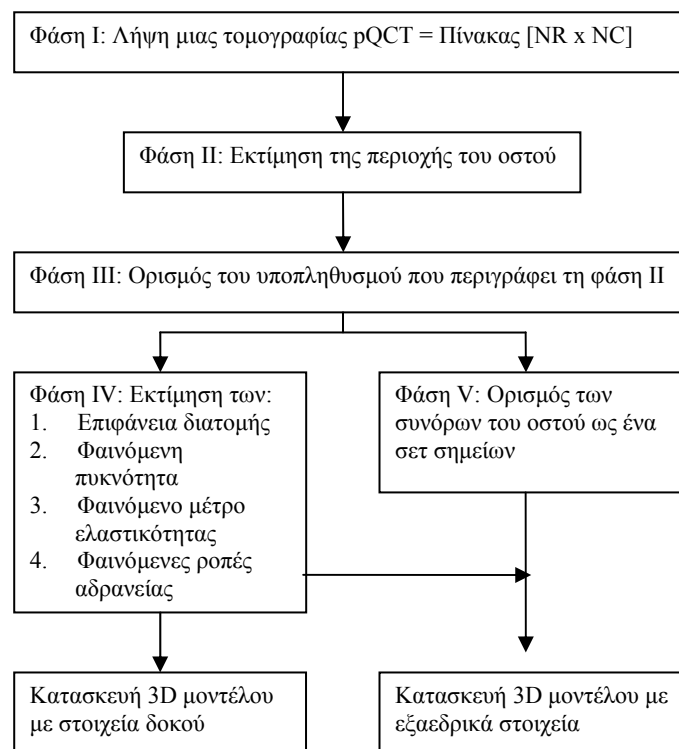 Φάση I: Λήψη μιας τομογραφίας pQCT = Πίνακας [NR x NC]
Φάση II: Εκτίμηση της περιοχής του οστού
Φάση III: Ορισμός του υποπληθυσμού που περιγράφει τη φάση II
Φάση IV: Εκτίμηση των:
1. Επιφάνεια διατομής
2. Φαινόμενη
πυκνότητα
3. Φαινόμενο μέτρο
ελαστικότητας
4. Φαινόμενες ροπές
αδρανείας
Φάση V: Ορισμός των
συνόρων του οστού ως ένα
σετ σημείων
Κατασκευή 3D μοντέλου
με στοιχεία δοκού
Κατασκευή 3D μοντέλου με
εξαεδρικά στοιχεία